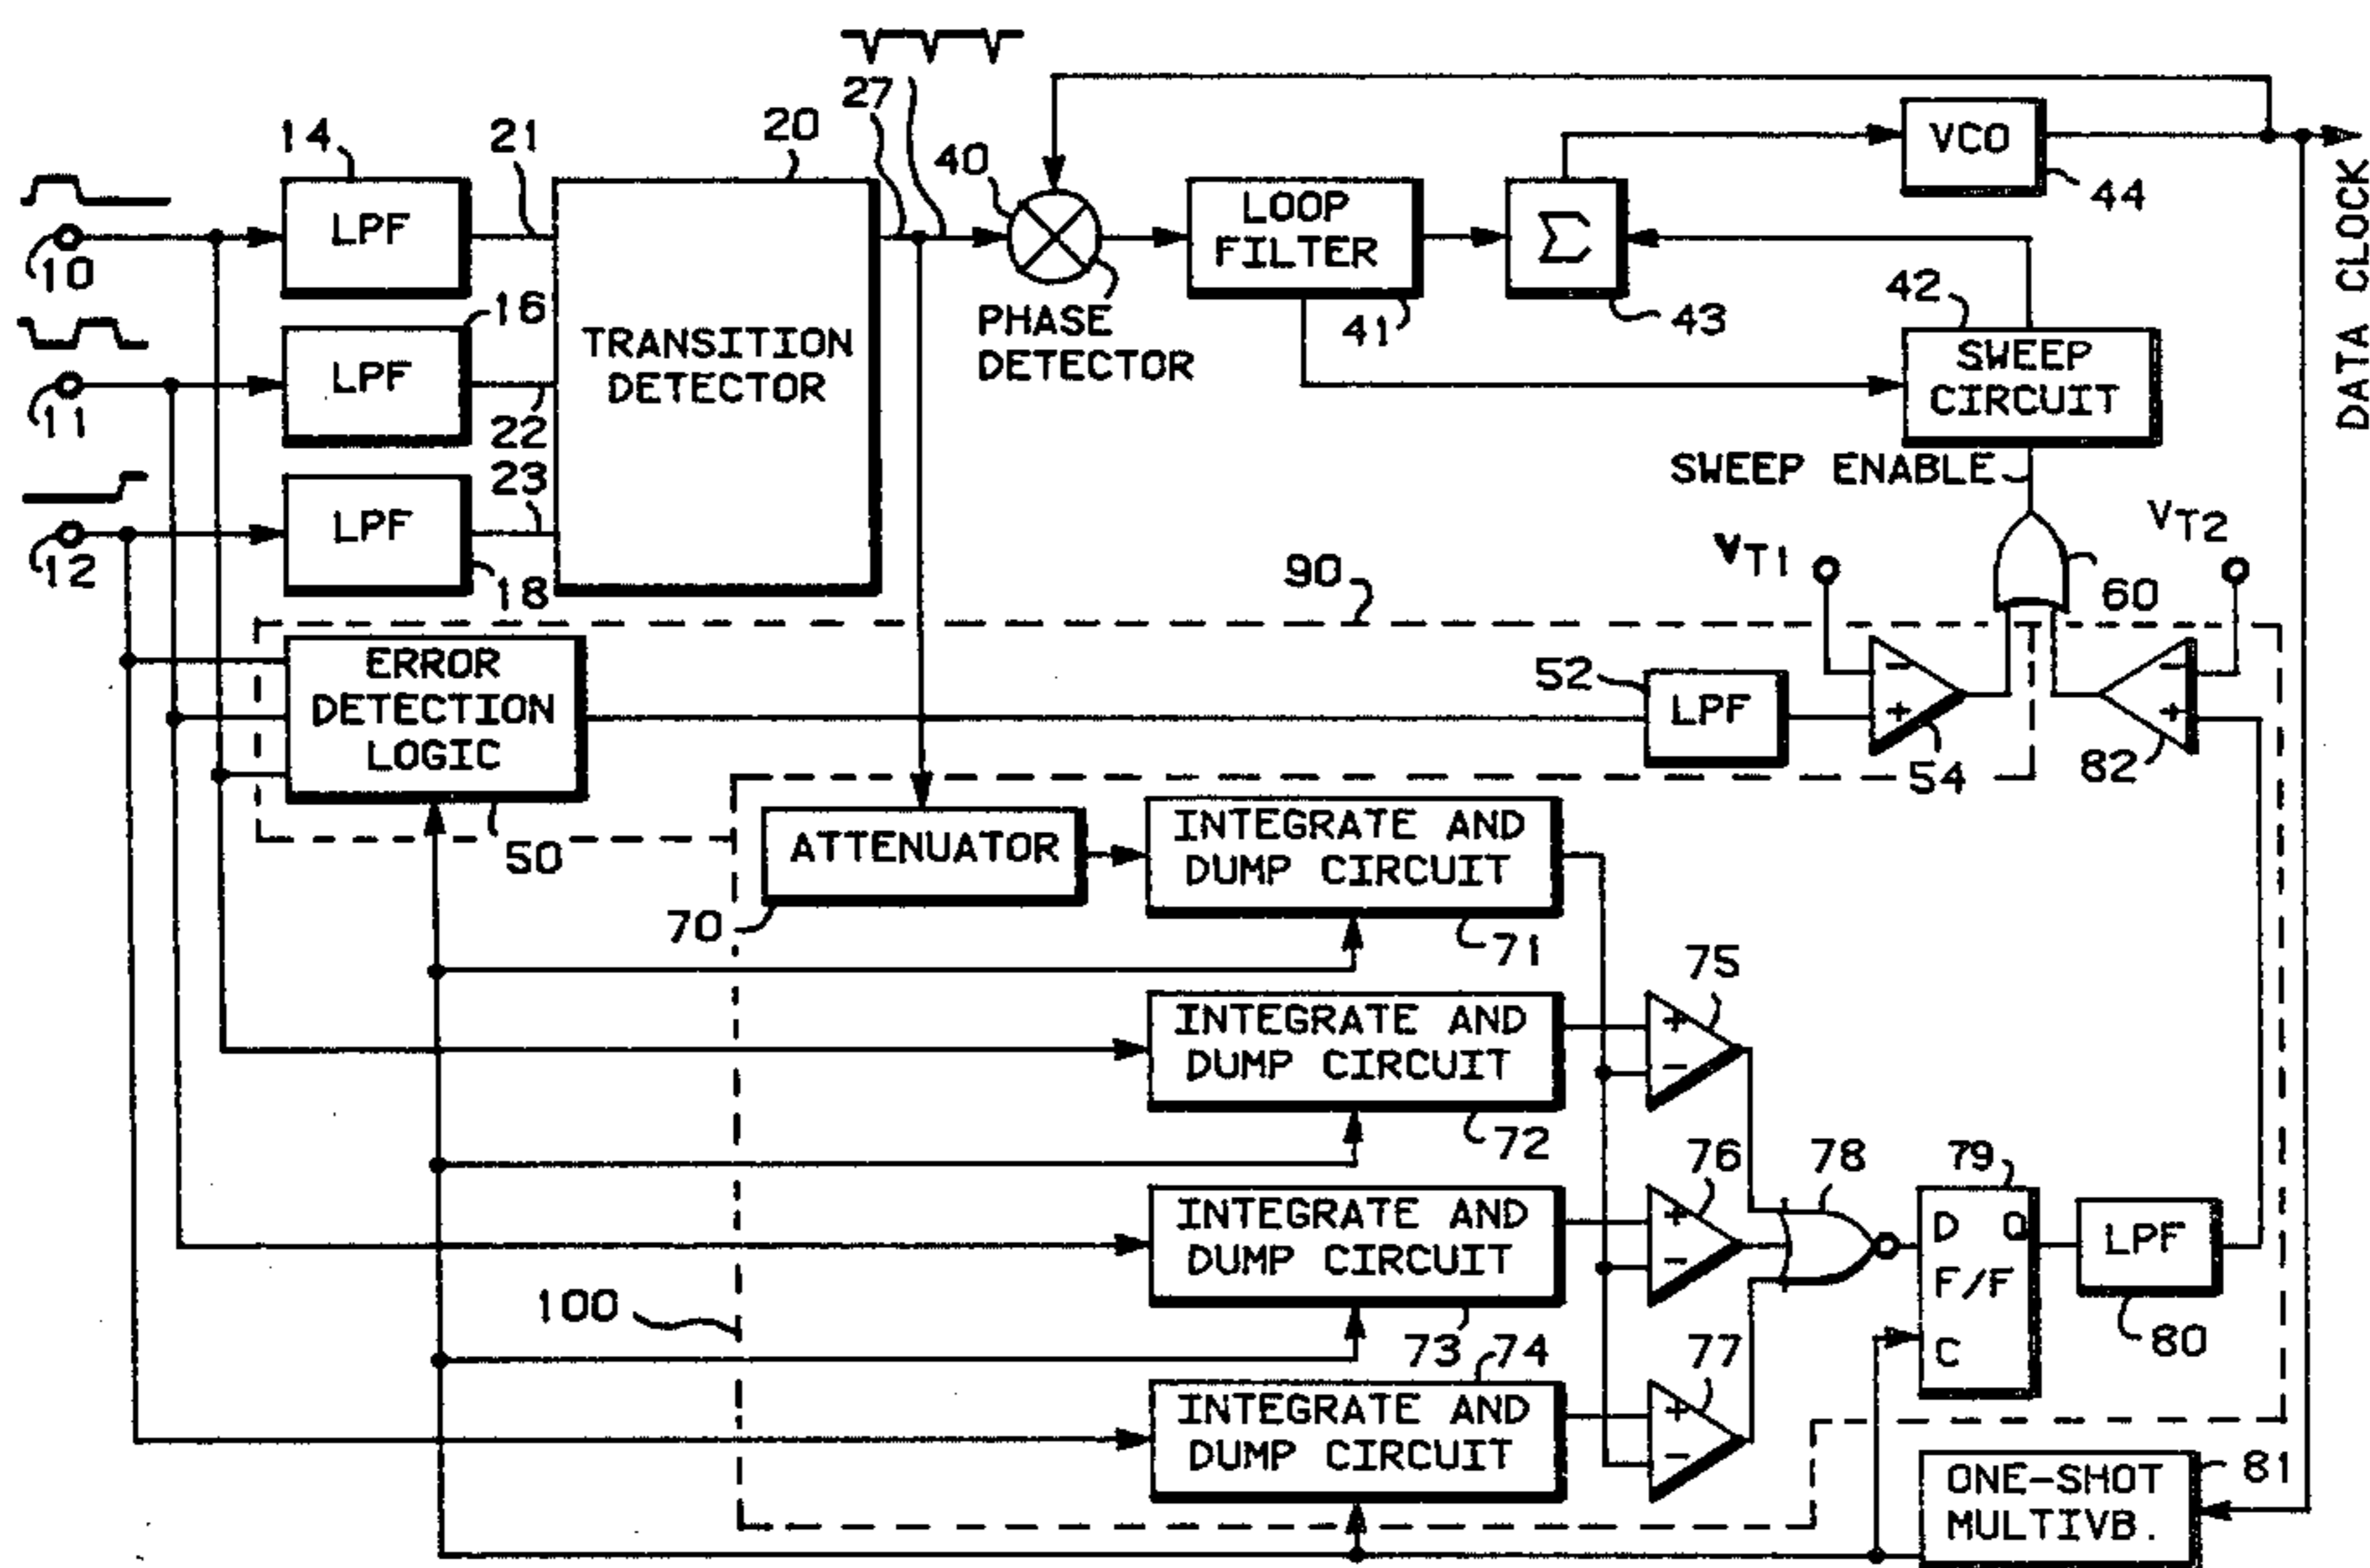 27
20
14
21
40
VCO
44
DATA CLOCK
10
LPF
LOOP
FILTER
Σ
PHASE
DETECTOR
41
43
42
16
11
LPF
22
TRANSITION
DETECTOR
SWEEP
CIRCUIT
23
SWEEP ENABLE
12
LPF
18
90
VT1
VT2
60
ERROR
DETECTION
LOGIC
50
52
LPF
-
+
54
-
+
82
ATTENUATOR
70
INTEGRATE AND
DUMP CIRCUIT
71
75
INTEGRATE AND
DUMP CIRCUIT
72
+
-
76
78
79
INTEGRATE AND
DUMP CIRCUIT
73
+
-
D Q
F/F
C
LPF
80
100
74
77
INTEGRATE AND
DUMP CIRCUIT
+
-
ONE-SHOT
MULTIVB.
81